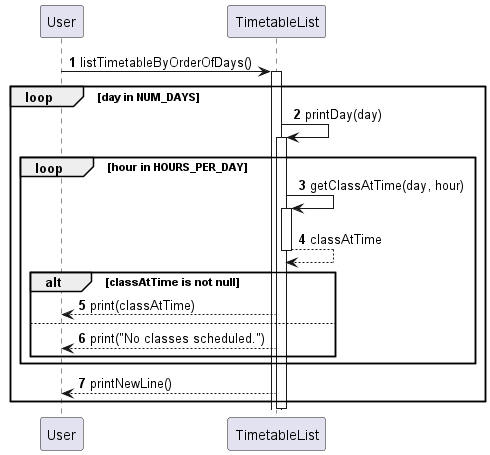 User TimetableList
1 listTimetableByOrderOfDays()
loop [day in NUM_DAYS]
2 printDay(day)
loop [hour in HOURS_PER_DAY]
3 getClassAtTime(day, hour)
4 classAtTime
alt [classAtTime is not null]
5 print(classAtTime)
6 print("No classes scheduled.")
7 printNewLine()
User TimetableList